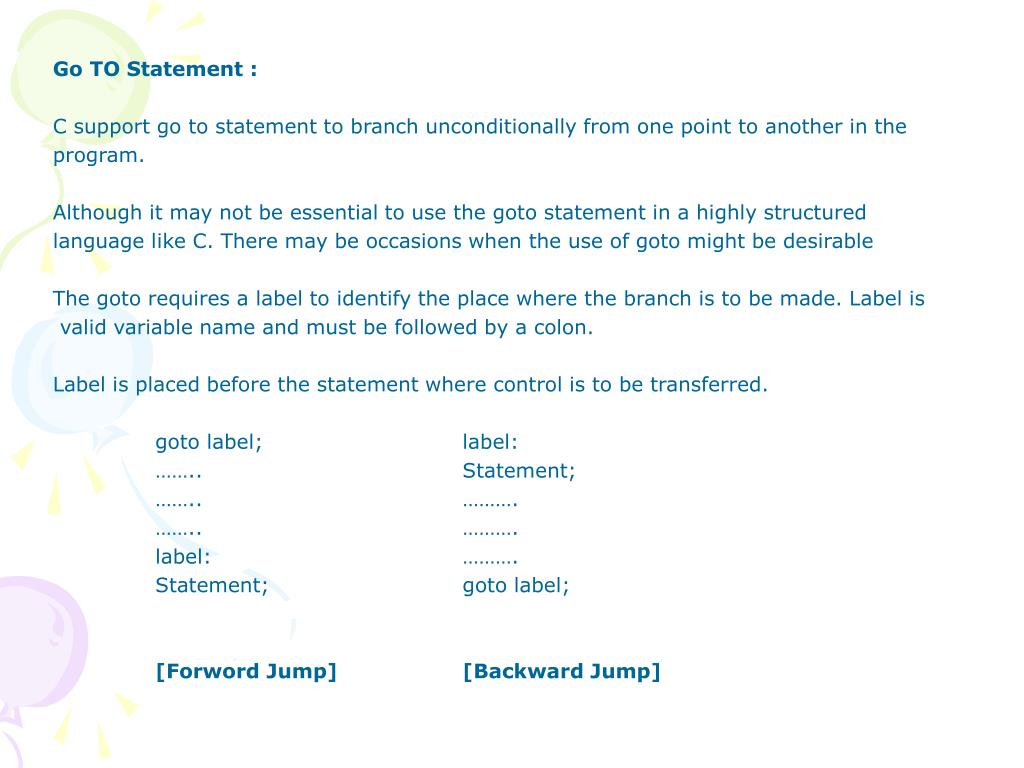 Go TO Statement :
C support go to statement to branch unconditionally from one point to another in the
program.
Although it may not be essential to use the goto statement in a highly structured
language like C. There may be occasions when the use of goto might be desirable
The goto requires a label to identify the place where the branch is to be made. Label is
valid variable name and must be followed by a colon.
Label is placed before the statement where control is to be transferred.
goto label;
……..
……..
……..
label:
Statement;
[Forword Jump]
label:
Statement;
……….
……….
……….
goto label;
[Backward Jump]